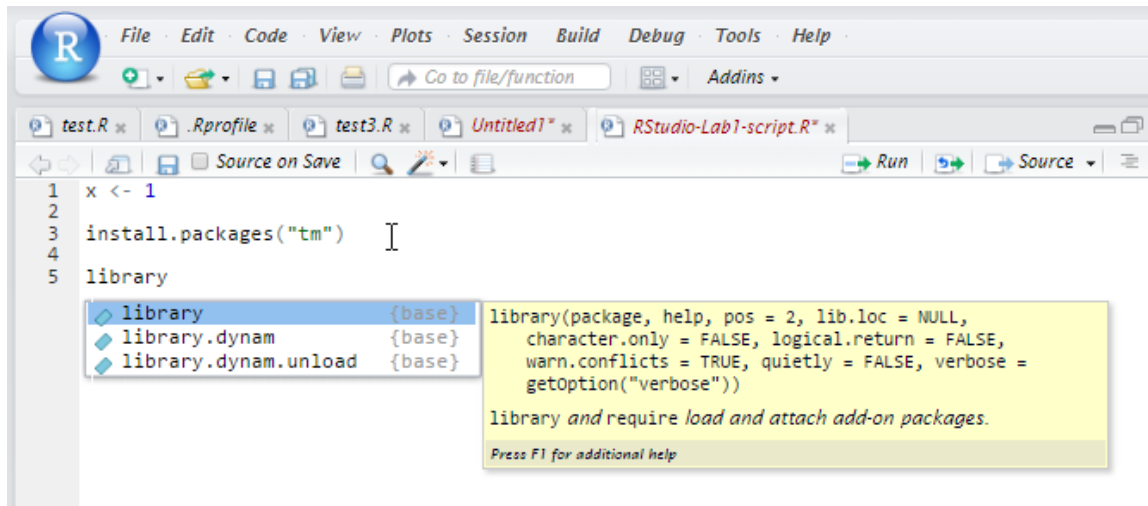 R File Edit Code View Plots Session Build Debug Tools Help
Go to file/function Addins
test.R .Rprofile test3.R Untitled1* RStudio-Lab1-script.R*
Source on Save Run Source
1 x <- 1
2
3 install.packages("tm")
4
5 library
library {base}
library.dynam {base}
library.dynam.unload {base}
library(package, help, pos = 2, lib.loc = NULL,
character.only = FALSE, logical.return = FALSE,
warn.conflicts = TRUE, quietly = FALSE, verbose =
getOption("verbose"))
library and require load and attach add-on packages.
Press F1 for additional help